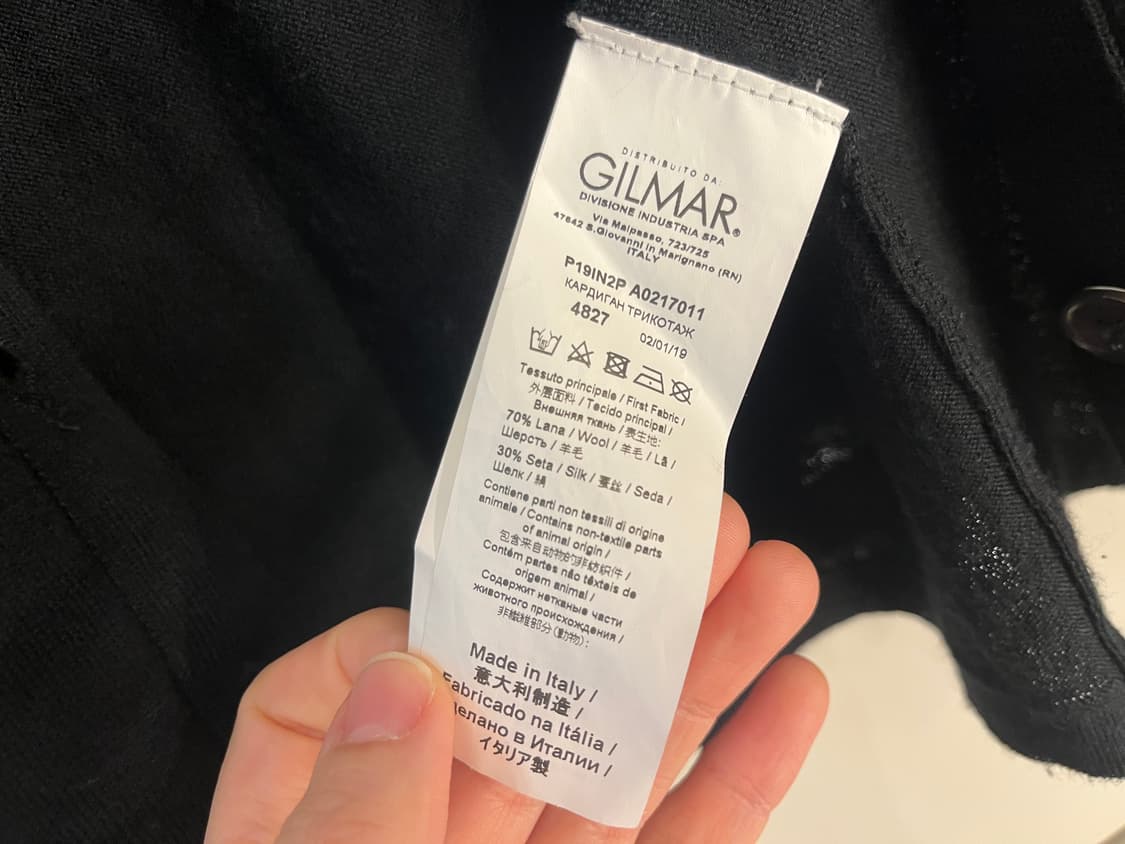 DISTRIBUITO DA:
GILMAR®
DIVISIONE INDUSTRIA SPA
Via Malpasso, 723/725
47842 S.Giovanni in Marignano (RN)
ITALY
P19IN2P A0217011
КАРДИГАН ТРИКОТАЖ
4827 02/01/19
Tessuto principale / First Fabric /
外层面料 / Tecido principal /
Внешняя ткань / 表生地:
70% Lana / Wool / 羊毛 / Lã /
Шерсть / 羊毛
30% Seta / Silk / 蚕丝 / Seda /
Шелк / 絹
Contiene parti non tessili di origine
animale / Contains non-textile parts
of animal origin /
包含来自动物的非纺织件 /
Contém partes não têxteis de
origem animal /
Содержит нетканые части
животного происхождения /
非繊維部分(動物):
Made in Italy /
意大利制造 /
Fabricado na Itália /
делано в Италии /
イタリア製